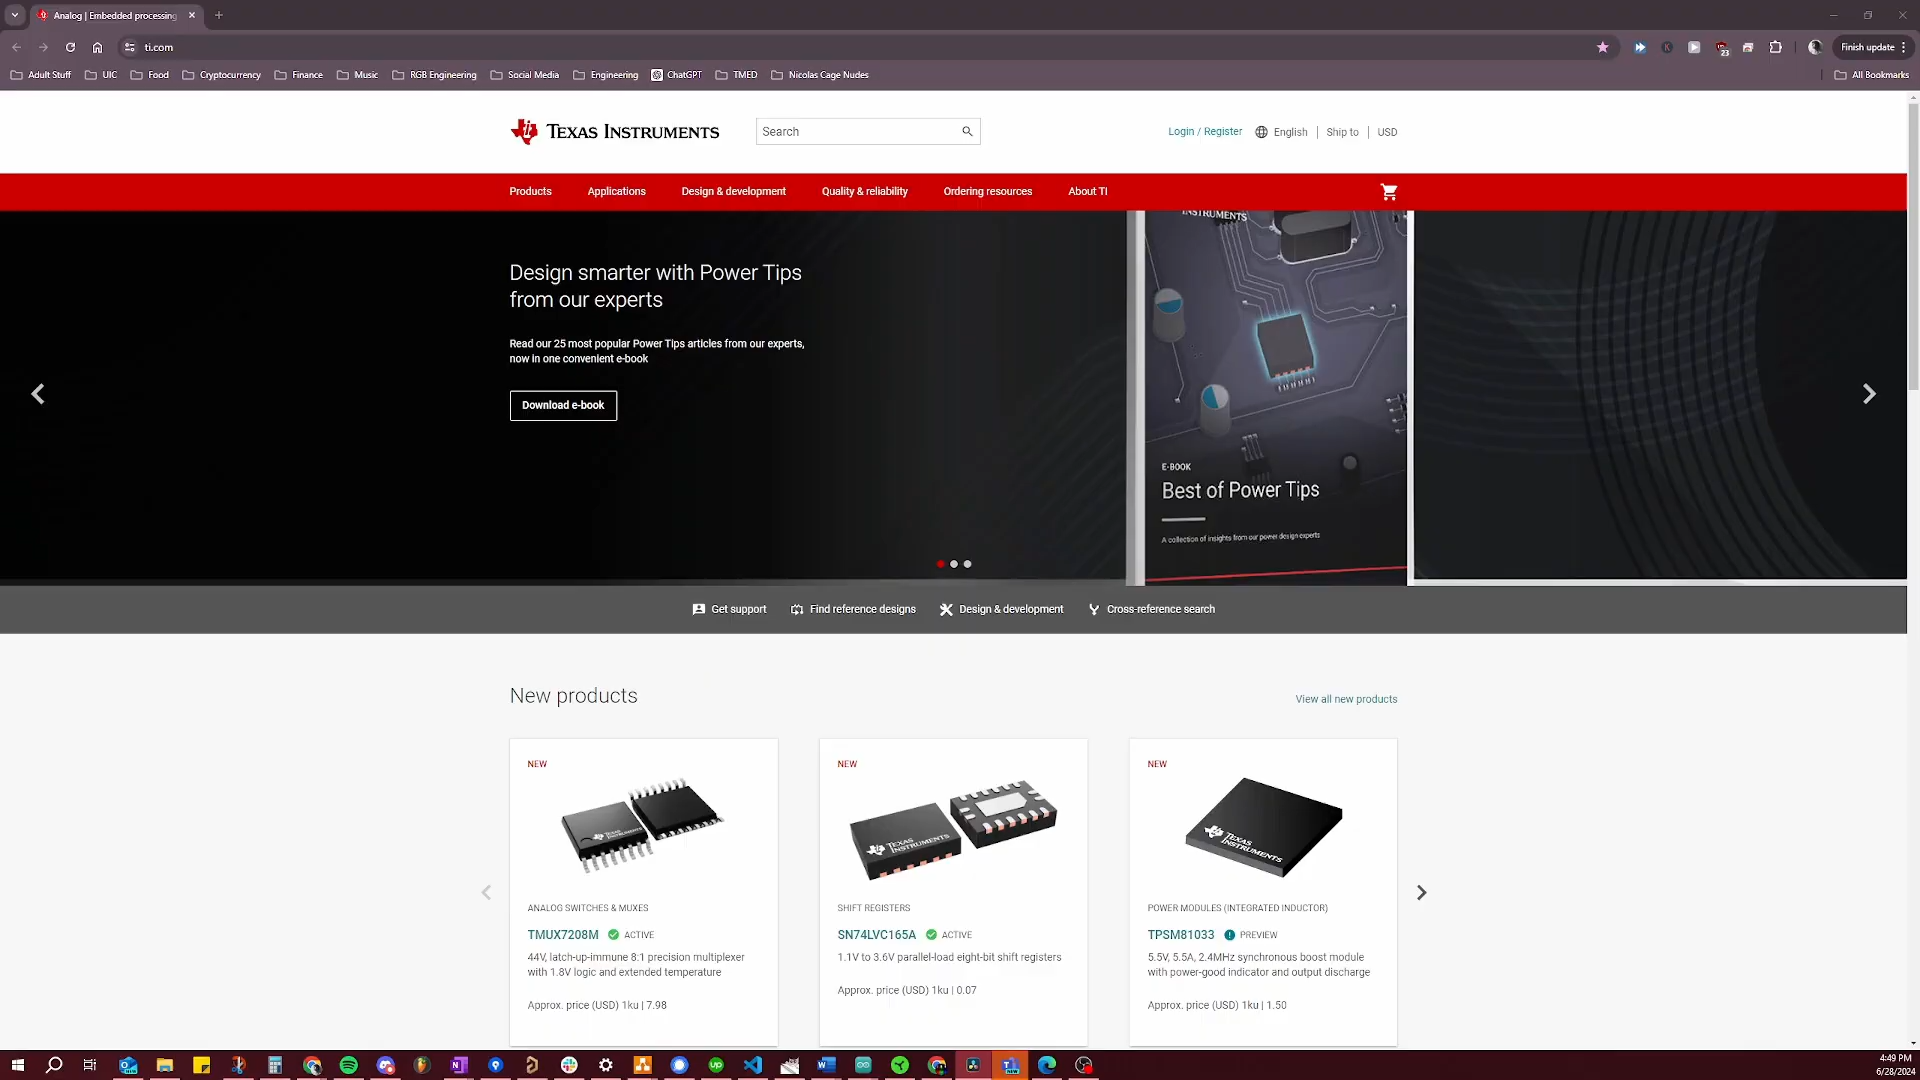 Analog | Embedded processing
ti.com
23
Finish update
Adult Stuff
UIC
Food
Cryptocurrency
Finance
Music
RGB Engineering
Social Media
Engineering
ChatGPT
TMED
Nicolas Cage Nudes
All Bookmarks
TEXAS INSTRUMENTS
Search
Login / Register
English
Ship to
USD
Products
Applications
Design & development
Quality & reliability
Ordering resources
About TI
Design smarter with Power Tips
from our experts
Read our 25 most popular Power Tips articles from our experts,
now in one convenient e-book
Download e-book
INSTRUMENTS
E-BOOK
Best of Power Tips
A collection of insights from our power design experts
Get support
Find reference designs
Design & development
Cross-reference search
New products
View all new products
NEW
TEXAS
INSTRUMENTS
ANALOG SWITCHES & MUXES
TMUX7208M
ACTIVE
44V, latch-up-immune 8:1 precision multiplexer
with 1.8V logic and extended temperature
Approx. price (USD) 1ku | 7.98
NEW
TEXAS
INSTRUMENTS
SHIFT REGISTERS
SN74LVC165A
ACTIVE
1.1V to 3.6V parallel-load eight-bit shift registers
Approx. price (USD) 1ku | 0.07
NEW
TEXAS
INSTRUMENTS
POWER MODULES (INTEGRATED INDUCTOR)
TPSM81033
PREVIEW
5.5V, 5.5A, 2.4MHz synchronous boost module
with power-good indicator and output discharge
Approx. price (USD) 1ku | 1.50
4:49 PM
6/28/2024